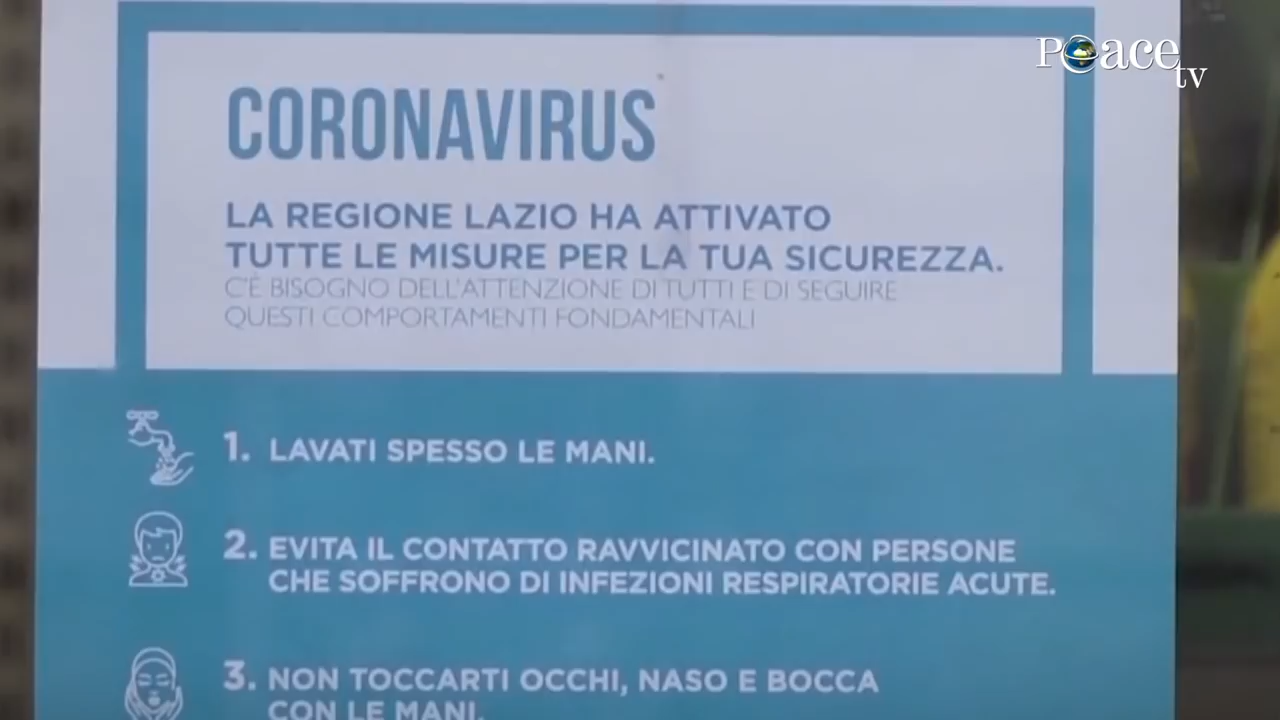 Peace tv
CORONAVIRUS
LA REGIONE LAZIO HA ATTIVATO
TUTTE LE MISURE PER LA TUA SICUREZZA.
C'È BISOGNO DELL'ATTENZIONE DI TUTTI E DI SEGUIRE
QUESTI COMPORTAMENTI FONDAMENTALI
1. LAVATI SPESSO LE MANI.
2. EVITA IL CONTATTO RAVVICINATO CON PERSONE
CHE SOFFRONO DI INFEZIONI RESPIRATORIE ACUTE.
3. NON TOCCARTI OCCHI, NASO E BOCCA
CON LE MANI.